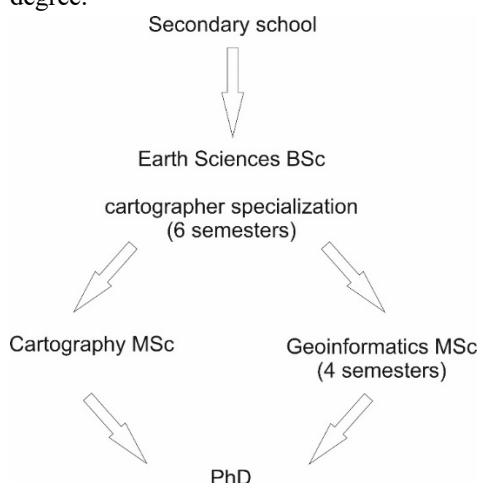 degree.
Secondary school
Earth Sciences BSc
cartographer specialization
(6 semesters)
Cartography MSc
Geoinformatics MSc
(4 semesters)
PhD